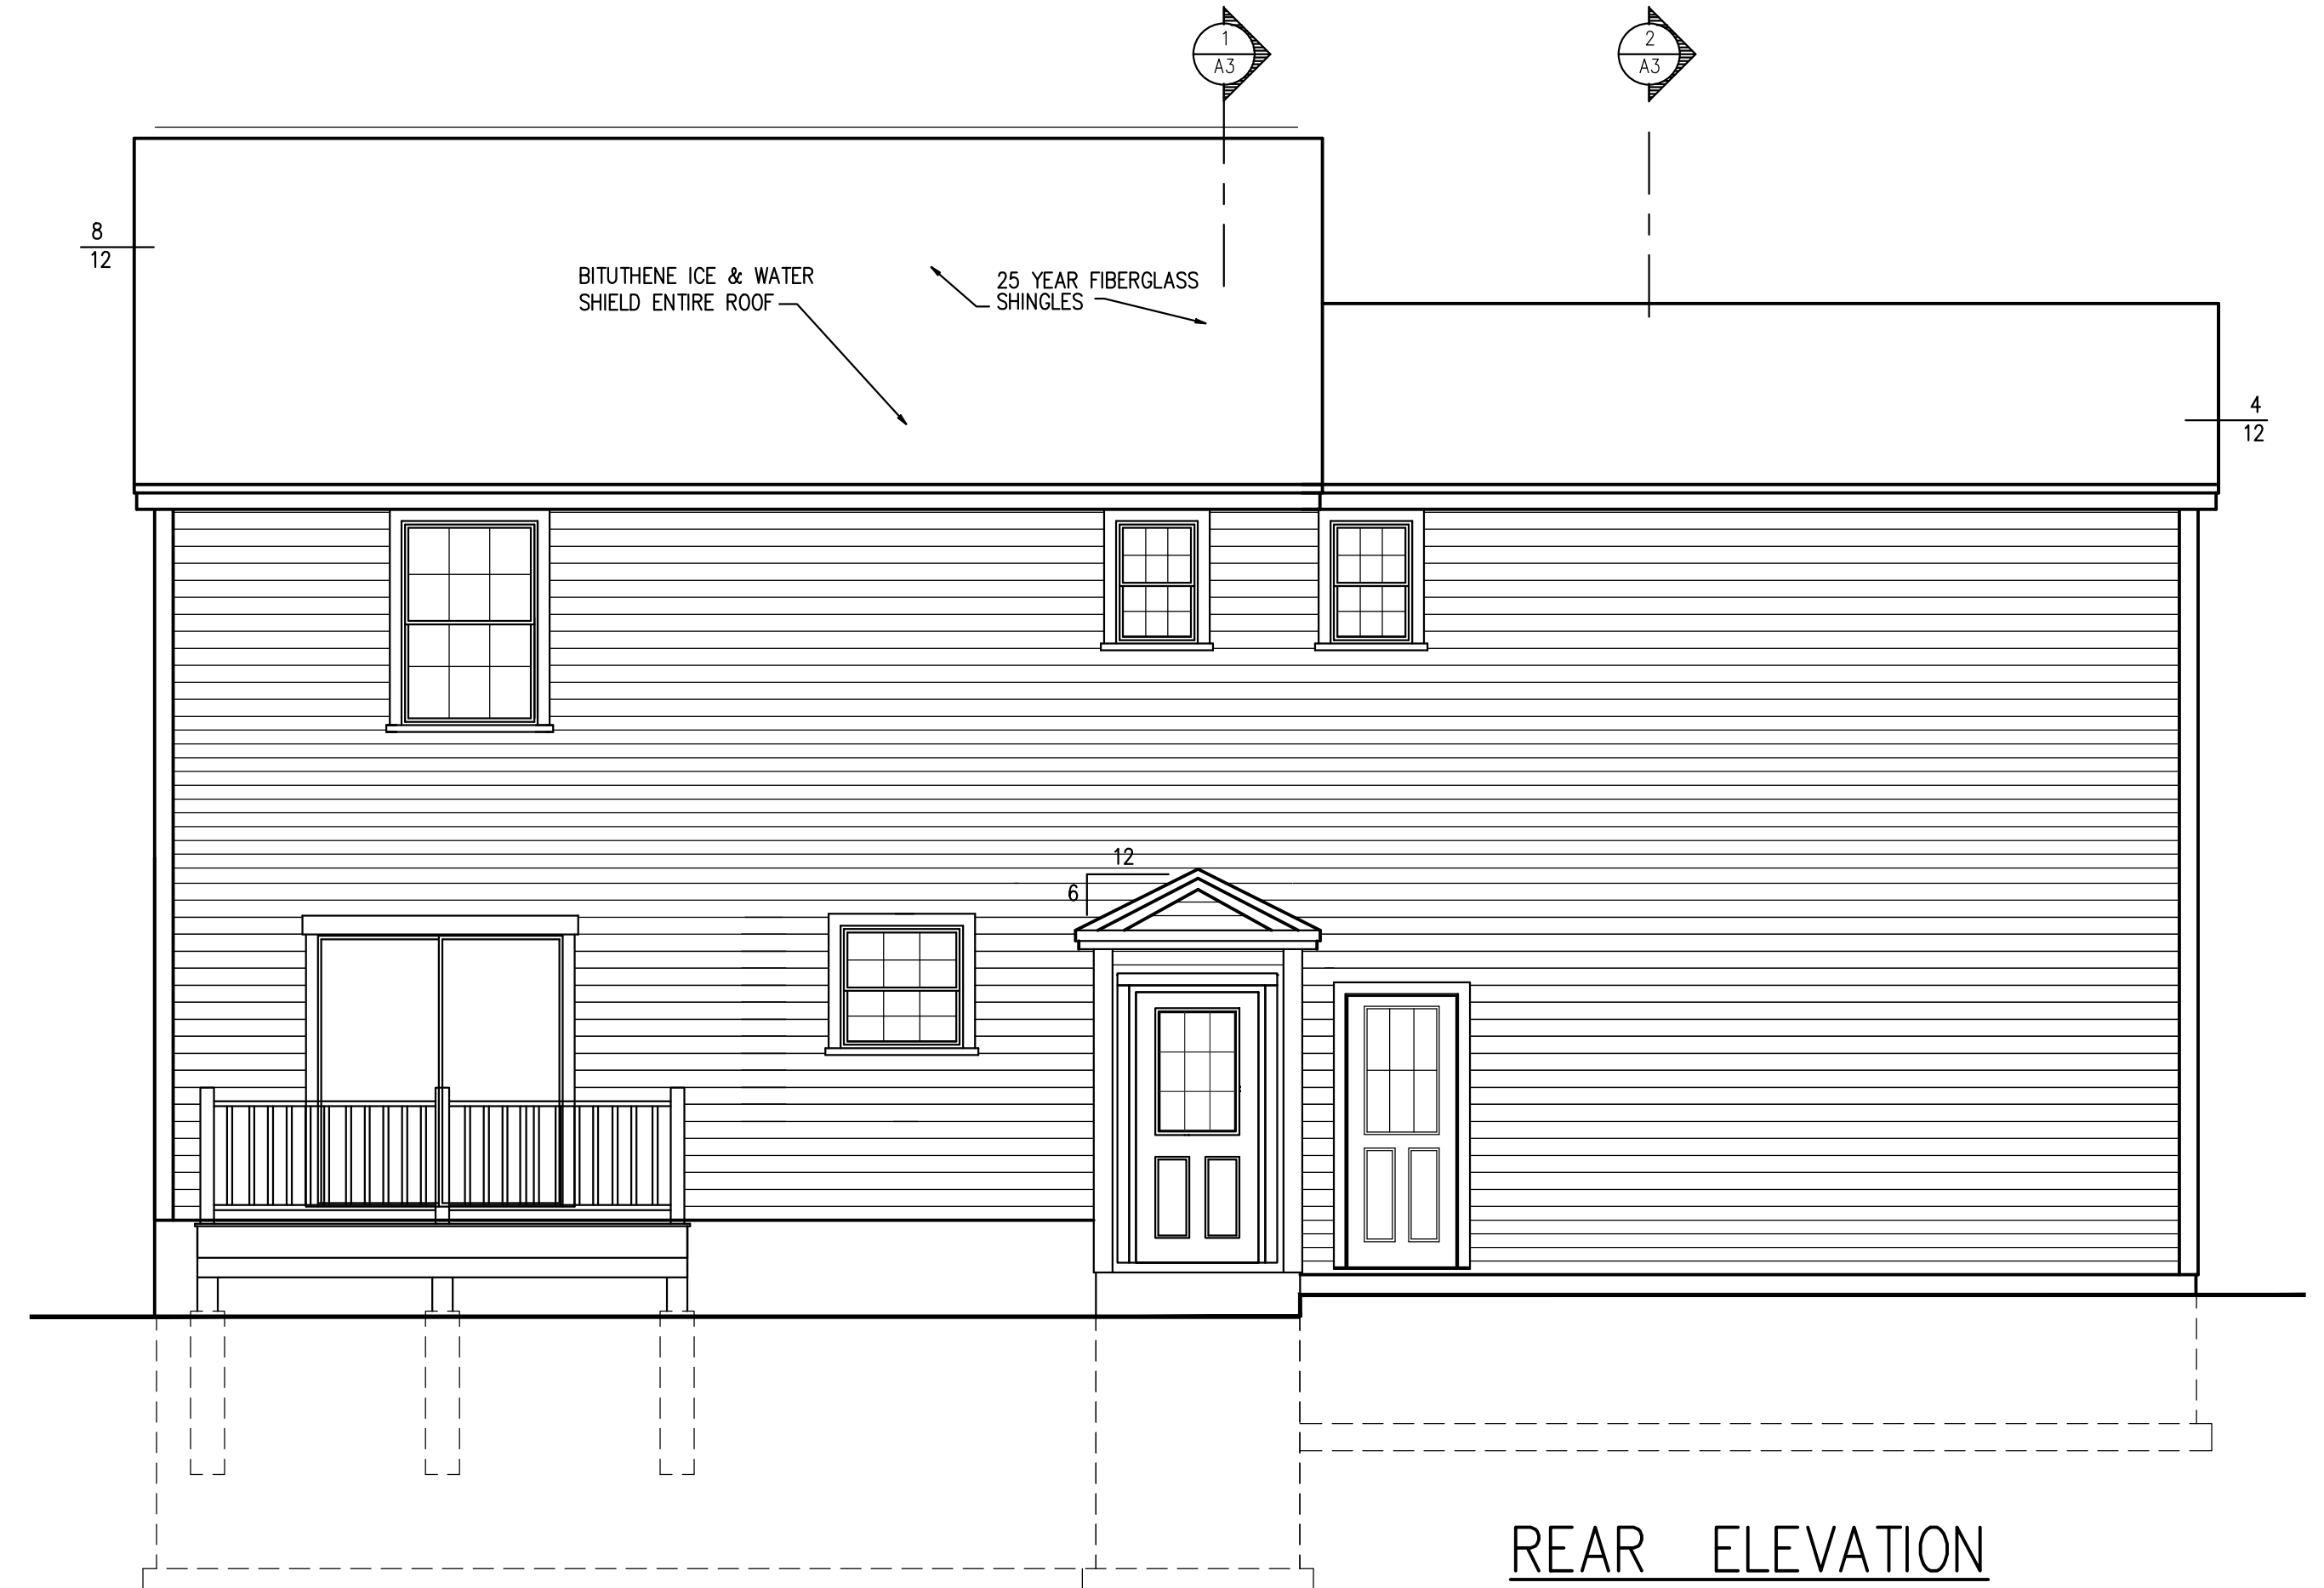 1
A3
2
A3
8
12
BITUTHENE ICE & WATER
SHIELD ENTIRE ROOF
25 YEAR FIBERGLASS
SHINGLES
4
12
12
6
REAR ELEVATION